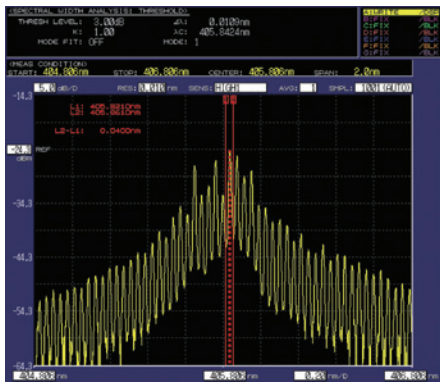 (SPECTRAL WIDTH ANALYSIS: THRESHOLD)
THRESH LEVEL: 3.00dB
Δλ: 0.0109nm
K: 1.00
λC: 405.8424nm
MODE FIT: OFF
MODE: 1
A:WRITE /DSP
B:FIX /BLK
C:FIX /BLK
D:FIX /BLK
E:FIX /BLK
F:FIX /BLK
G:FIX /BLK
(MEAS CONDITION)
START: 404.806nm STOP: 406.806nm CENTER: 405.806nm SPAN: 2.0nm
5.0 dB/D RES: 0.010 nm SENS: HIGH AVG: 1 SMPL: 1001 (AUTO)
-14.3
L1: 405.8210nm
L2: 405.8610nm
L2-L1: 0.0400nm
-24.3 REF
dBm
-34.3
-44.3
-54.3
-64.3
404.806 nm 405.806 nm 0.20 nm/D 406.806 nm